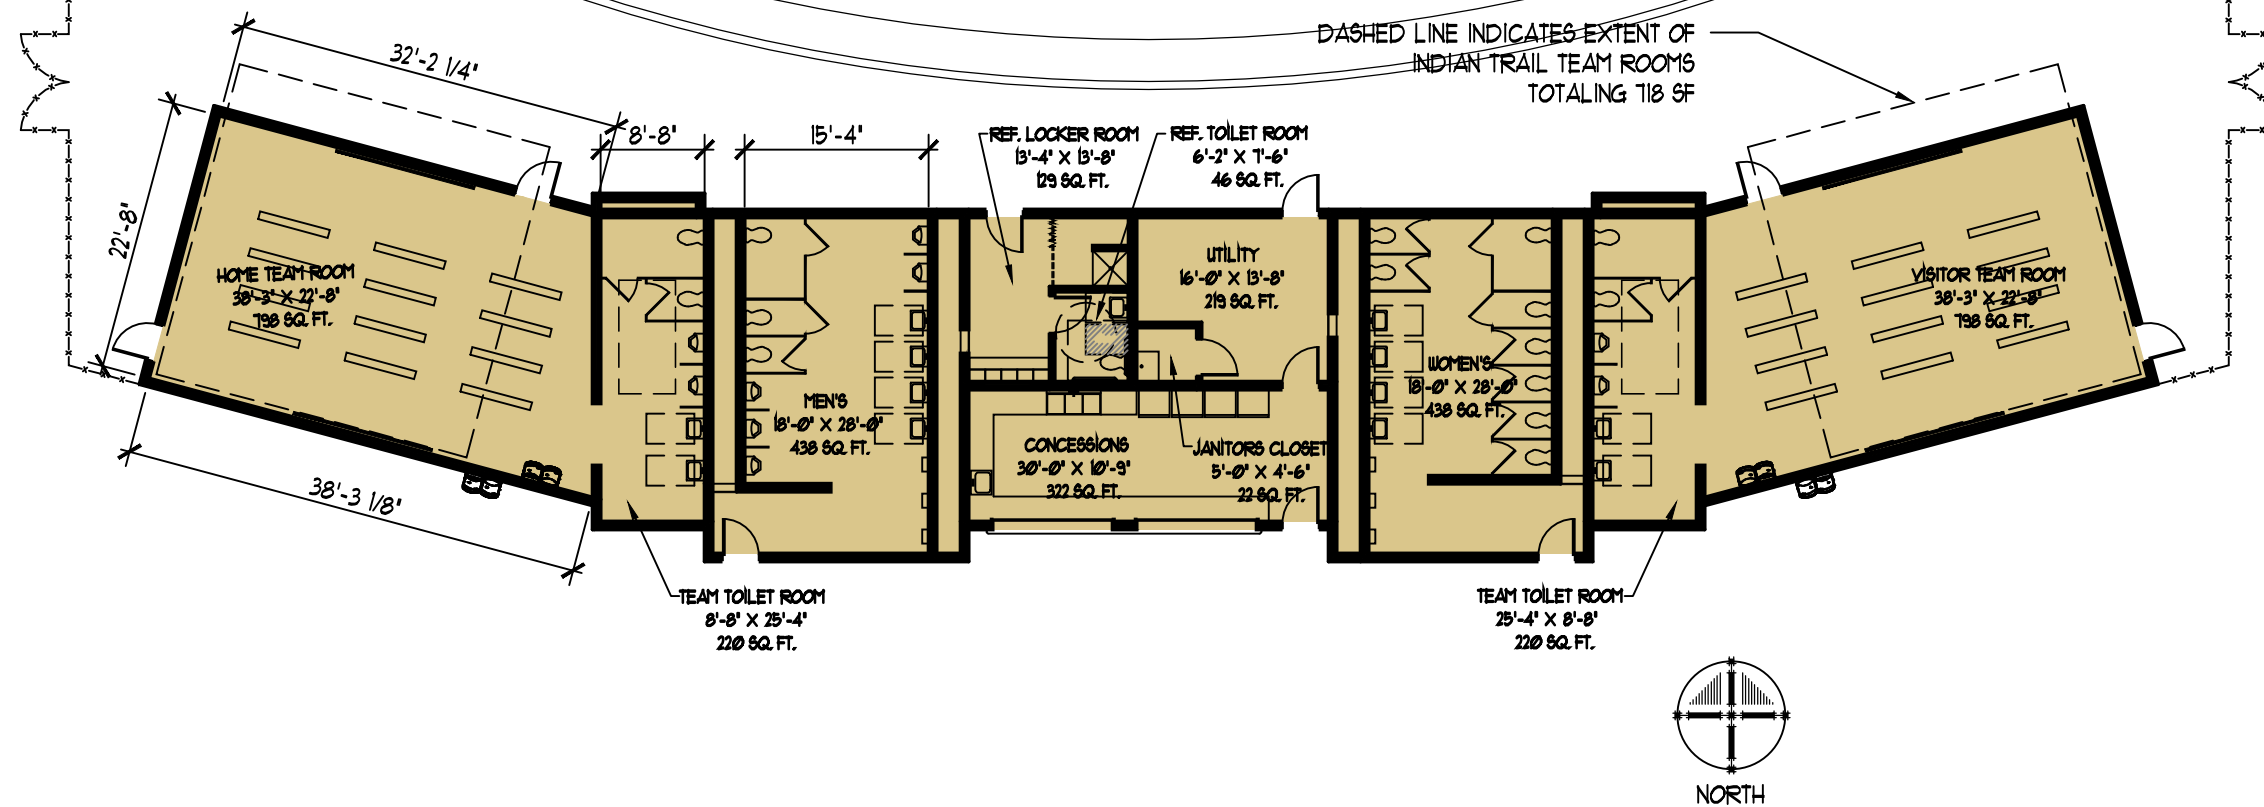 DASHED LINE INDICATES EXTENT OF
INDIAN TRAIL TEAM ROOMS
TOTALING 718 SF
32'-2 1/4"
8'-8"
15'-4"
REF. LOCKER ROOM
13'-4" X 13'-8"
129 SQ. FT.
REF. TOILET ROOM
6'-2" X 7'-6"
46 SQ. FT.
22'-8"
HOME TEAM ROOM
38'-3" X 22'-8"
798 SQ. FT.
UTILITY
16'-0" X 13'-8"
219 SQ. FT.
VISITOR TEAM ROOM
38'-3" X 22'-8"
798 SQ. FT.
MEN'S
18'-0" X 28'-0"
438 SQ. FT.
WOMEN'S
18'-0" X 28'-0"
438 SQ. FT.
CONCESSIONS
30'-0" X 10'-9"
322 SQ. FT.
JANITORS CLOSET
5'-0" X 4'-6"
22 SQ. FT.
38'-3 1/8"
TEAM TOILET ROOM
8'-8" X 25'-4"
220 SQ. FT.
TEAM TOILET ROOM
25'-4" X 8'-8"
220 SQ. FT.
NORTH